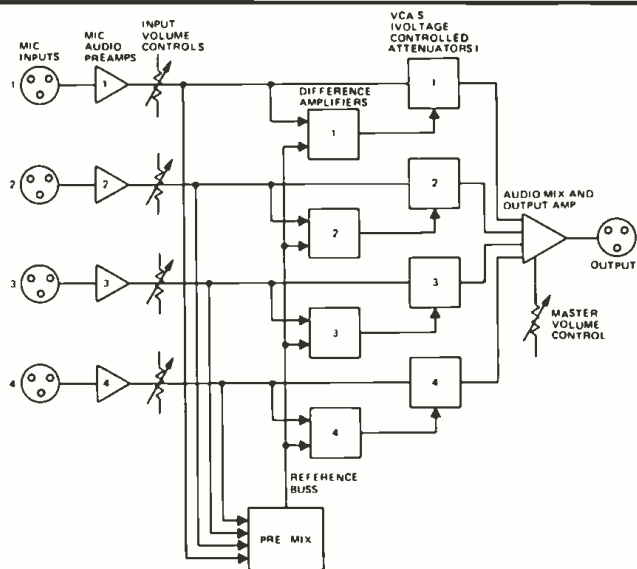 MIC
INPUTS
MIC
AUDIO
PREAMPS
INPUT
VOLUME
CONTROLS
VCA S
(VOLTAGE
CONTROLLED
ATTENUATORS)
DIFFERENCE
AMPLIFIERS
1
1
1
1
2
2
2
2
AUDIO MIX AND
OUTPUT AMP
OUTPUT
3
3
3
3
MASTER
VOLUME
CONTROL
4
4
4
4
REFERENCE
BUSS
PRE MIX